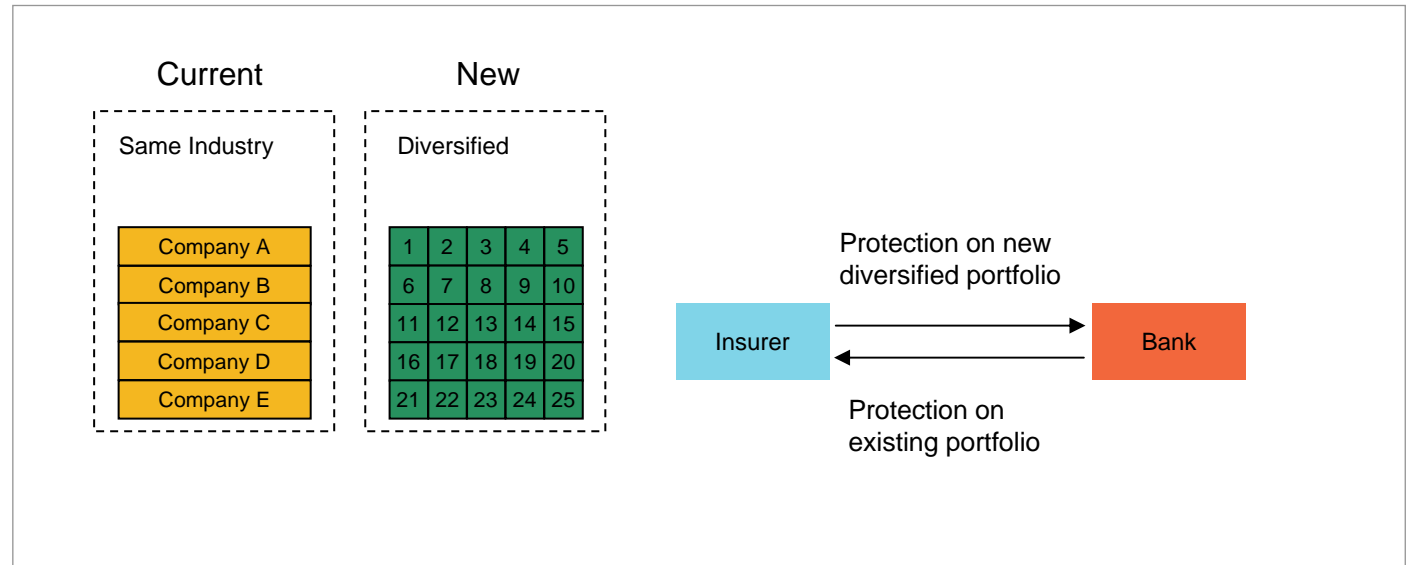 Current
New
Same Industry
Diversified
Company A
Company B
Company C
Company D
Company E
1 2 3 4 5
6 7 8 9 10
11 12 13 14 15
16 17 18 19 20
21 22 23 24 25
Protection on new
diversified portfolio
Insurer
Bank
Protection on
existing portfolio